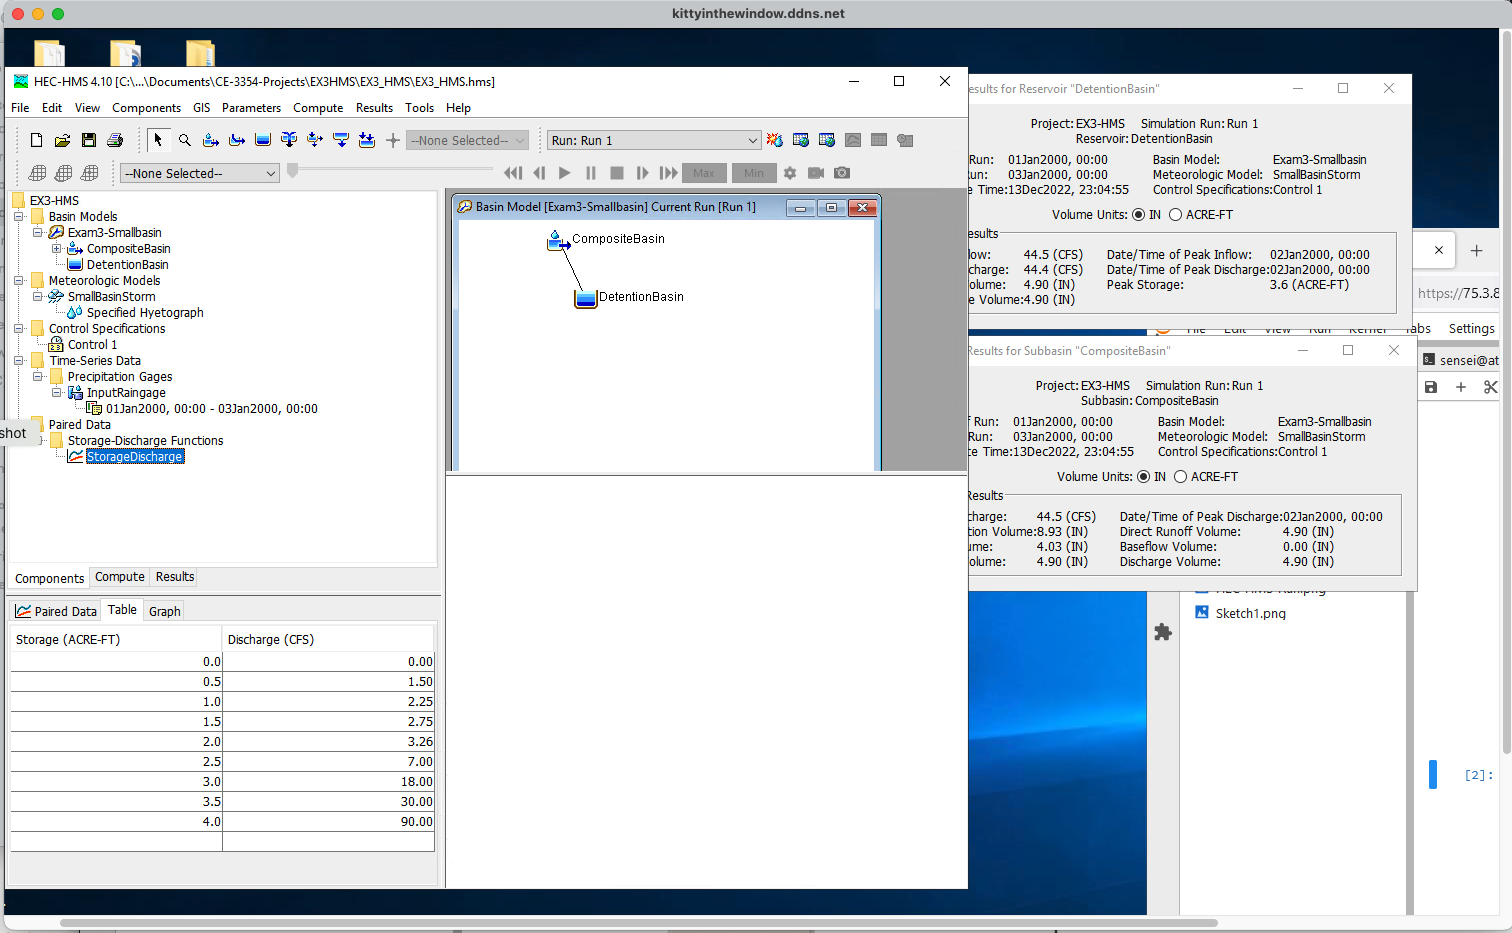 kittyinthewindow.ddns.net
HEC-HMS 4.10 [C:\...\Documents\CE-3354-Projects\EX3HMS\EX3_HMS\EX3_HMS.hms]
File Edit View Components GIS Parameters Compute Results Tools Help
--None Selected-- Run: Run 1
--None Selected-- Max Min
EX3-HMS
Basin Models
Exam3-Smallbasin
CompositeBasin
DetentionBasin
Meteorologic Models
SmallBasinStorm
Specified Hyetograph
Control Specifications
Control 1
Time-Series Data
Precipitation Gages
InputRaingage
01Jan2000, 00:00 - 03Jan2000, 00:00
Paired Data
shot
Storage-Discharge Functions
StorageDischarge
Components Compute Results
Paired Data Table Graph
Storage (ACRE-FT) Discharge (CFS)
0.0 0.00
0.5 1.50
1.0 2.25
1.5 2.75
2.0 3.26
2.5 7.00
3.0 18.00
3.5 30.00
4.0 90.00
Basin Model [Exam3-Smallbasin] Current Run [Run 1]
CompositeBasin
DetentionBasin
esults for Reservoir "DetentionBasin"
Project: EX3-HMS Simulation Run: Run 1
Reservoir: DetentionBasin
Run: 01Jan2000, 00:00 Basin Model: Exam3-Smallbasin
un: 03Jan2000, 00:00 Meteorologic Model: SmallBasinStorm
e Time:13Dec2022, 23:04:55 Control Specifications:Control 1
Volume Units: IN ACRE-FT
esults
low: 44.5 (CFS) Date/Time of Peak Inflow: 02Jan2000, 00:00
charge: 44.4 (CFS) Date/Time of Peak Discharge:02Jan2000, 00:00
olume: 4.90 (IN) Peak Storage: 3.6 (ACRE-FT)
e Volume:4.90 (IN)
https://75.3.8
File Edit View Run Kernel Tabs Settings
Results for Subbasin "CompositeBasin"
sensei@at
Project: EX3-HMS Simulation Run: Run 1
Subbasin: CompositeBasin
f Run: 01Jan2000, 00:00 Basin Model: Exam3-Smallbasin
Run: 03Jan2000, 00:00 Meteorologic Model: SmallBasinStorm
te Time:13Dec2022, 23:04:55 Control Specifications:Control 1
Volume Units: IN ACRE-FT
Results
charge: 44.5 (CFS) Date/Time of Peak Discharge:02Jan2000, 00:00
tion Volume:8.93 (IN) Direct Runoff Volume: 4.90 (IN)
ume: 4.03 (IN) Baseflow Volume: 0.00 (IN)
olume: 4.90 (IN) Discharge Volume: 4.90 (IN)
Sketch1.png
[2]: